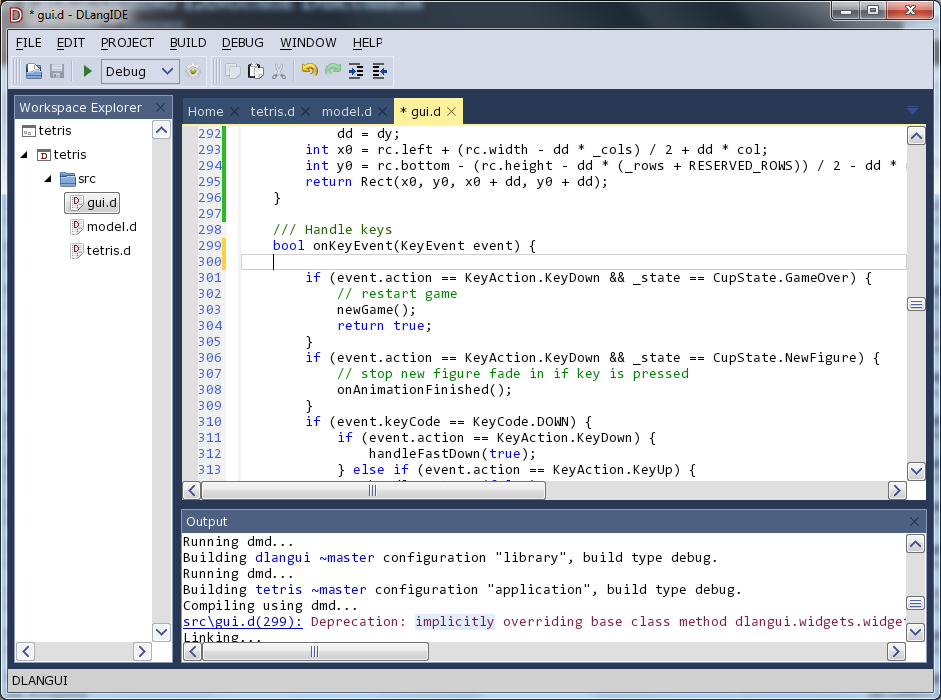 * gui.d - DLangIDE
FILE EDIT PROJECT BUILD DEBUG WINDOW HELP
Debug
Workspace Explorer
tetris
tetris
src
gui.d
model.d
tetris.d
Home tetris.d model.d * gui.d
292 dd = dy;
293 int x0 = rc.left + (rc.width - dd * _cols) / 2 + dd * col;
294 int y0 = rc.bottom - (rc.height - dd * (_rows + RESERVED_ROWS)) / 2 - dd *
295 return Rect(x0, y0, x0 + dd, y0 + dd);
296 }
297
298 /// Handle keys
299 bool onKeyEvent(KeyEvent event) {
300
301 if (event.action == KeyAction.KeyDown && _state == CupState.GameOver) {
302 // restart game
303 newGame();
304 return true;
305 }
306 if (event.action == KeyAction.KeyDown && _state == CupState.NewFigure) {
307 // stop new figure fade in if key is pressed
308 onAnimationFinished();
309 }
310 if (event.keyCode == KeyCode.DOWN) {
311 if (event.action == KeyAction.KeyDown) {
312 handleFastDown(true);
313 } else if (event.action == KeyAction.KeyUp) {
Output
Running dmd...
Building dlangui ~master configuration "library", build type debug.
Running dmd...
Building tetris ~master configuration "application", build type debug.
Compiling using dmd...
src\gui.d(299): Deprecation: implicitly overriding base class method dlangui.widgets.widge
Linking...
DLANGUI